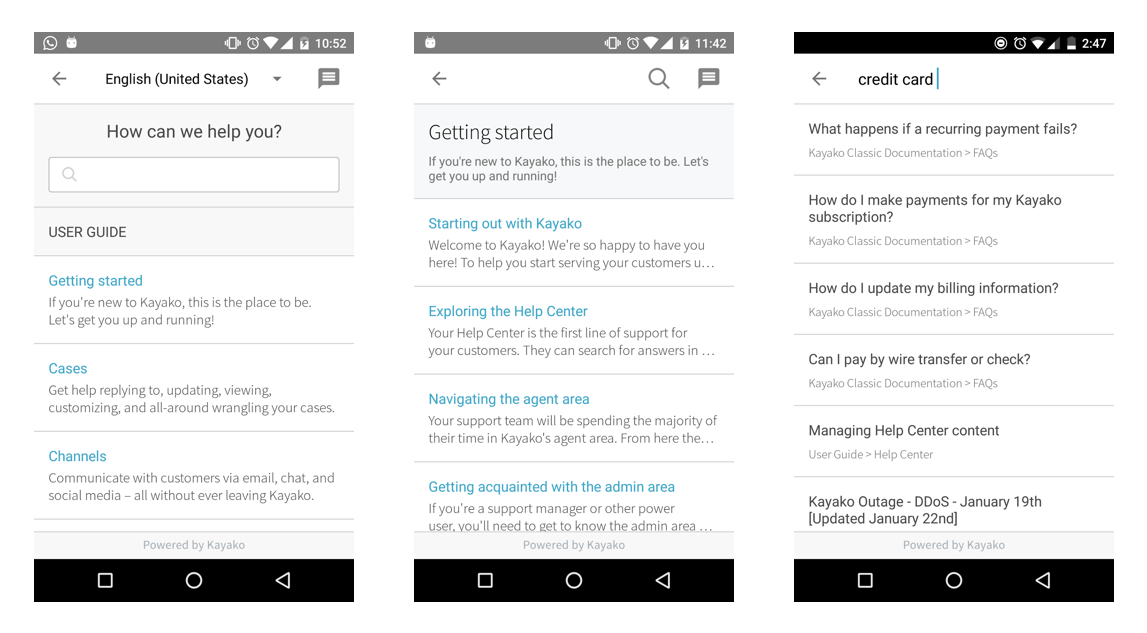 10:52
English (United States)
How can we help you?
USER GUIDE
Getting started
If you're new to Kayako, this is the place to be.
Let's get you up and running!
Cases
Get help replying to, updating, viewing,
customizing, and all-around wrangling your cases.
Channels
Communicate with customers via email, chat, and
social media – all without ever leaving Kayako.
Powered by Kayako
11:42
Getting started
If you're new to Kayako, this is the place to be. Let's
get you up and running!
Starting out with Kayako
Welcome to Kayako! We're so happy to have you
here! To help you start serving your customers u…
Exploring the Help Center
Your Help Center is the first line of support for
your customers. They can search for answers in …
Navigating the agent area
Your support team will be spending the majority of
their time in Kayako's agent area. From here the…
Getting acquainted with the admin area
If you're a support manager or other power
user, you'll need to get to know the admin area …
Powered by Kayako
2:47
credit card
What happens if a recurring payment fails?
Kayako Classic Documentation > FAQs
How do I make payments for my Kayako
subscription?
Kayako Classic Documentation > FAQs
How do I update my billing information?
Kayako Classic Documentation > FAQs
Can I pay by wire transfer or check?
Kayako Classic Documentation > FAQs
Managing Help Center content
User Guide > Help Center
Kayako Outage - DDoS - January 19th
[Updated January 22nd]
Powered by Kayako